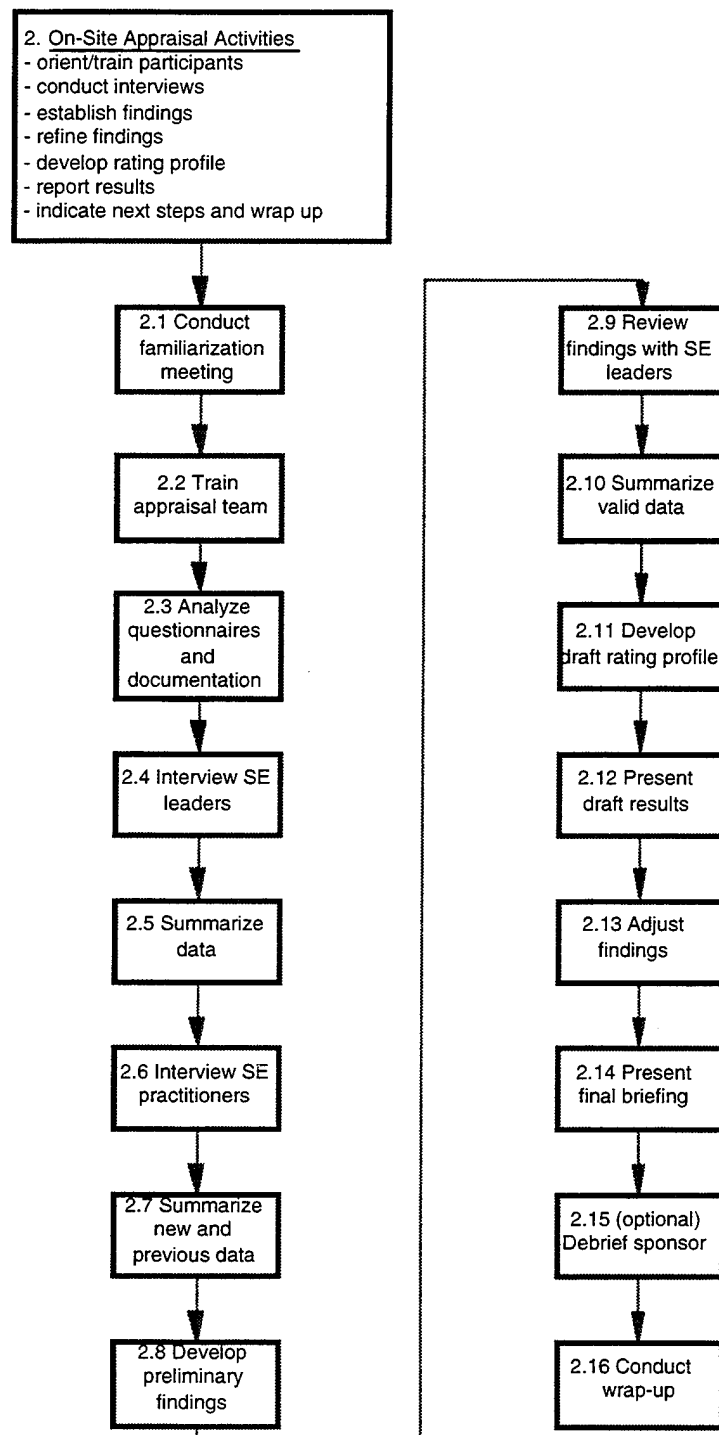 2. On-Site Appraisal Activities
- orient/train participants
- conduct interviews
- establish findings
- refine findings
- develop rating profile
- report results
- indicate next steps and wrap up
2.1 Conduct
familiarization
meeting
2.2 Train
appraisal team
2.3 Analyze
questionnaires
and
documentation
2.4 Interview SE
leaders
2.5 Summarize
data
2.6 Interview SE
practitioners
2.7 Summarize
new and
previous data
2.8 Develop
preliminary
findings
2.9 Review
findings with SE
leaders
2.10 Summarize
valid data
2.11 Develop
draft rating profile
2.12 Present
draft results
2.13 Adjust
findings
2.14 Present
final briefing
2.15 (optional)
Debrief sponsor
2.16 Conduct
wrap-up